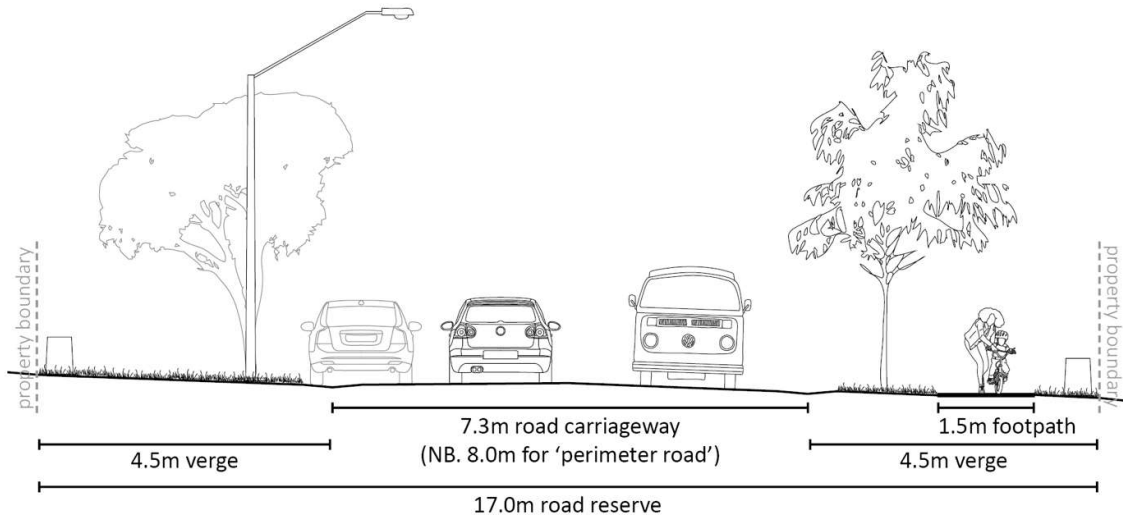 property boundary
property boundary
7.3m road carriageway
(NB. 8.0m for ‘perimeter road’)
1.5m footpath
4.5m verge
4.5m verge
17.0m road reserve